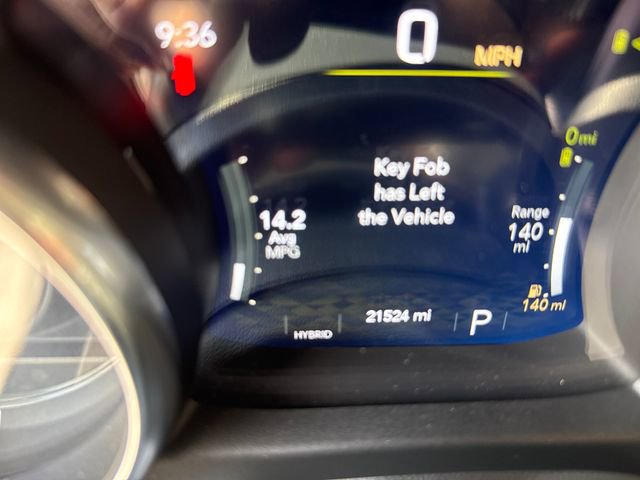 9:36
0
MPH
0mi
Key Fob
has Left
the Vehicle
14.2
Avg
MPG
Range
140
mi
140 mi
21524 mi
P
HYBRID